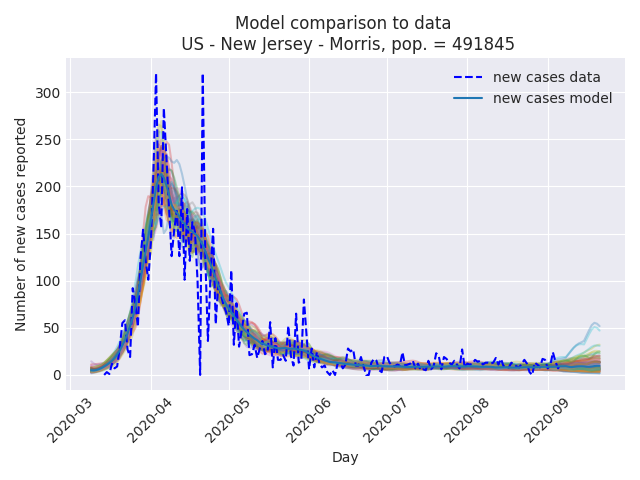 Model comparison to data
US - New Jersey - Morris, pop. = 491845
new cases data
new cases model
Number of new cases reported
300
250
200
150
100
50
0
2020-03
2020-04
2020-05
2020-06
2020-07
2020-08
2020-09
Day